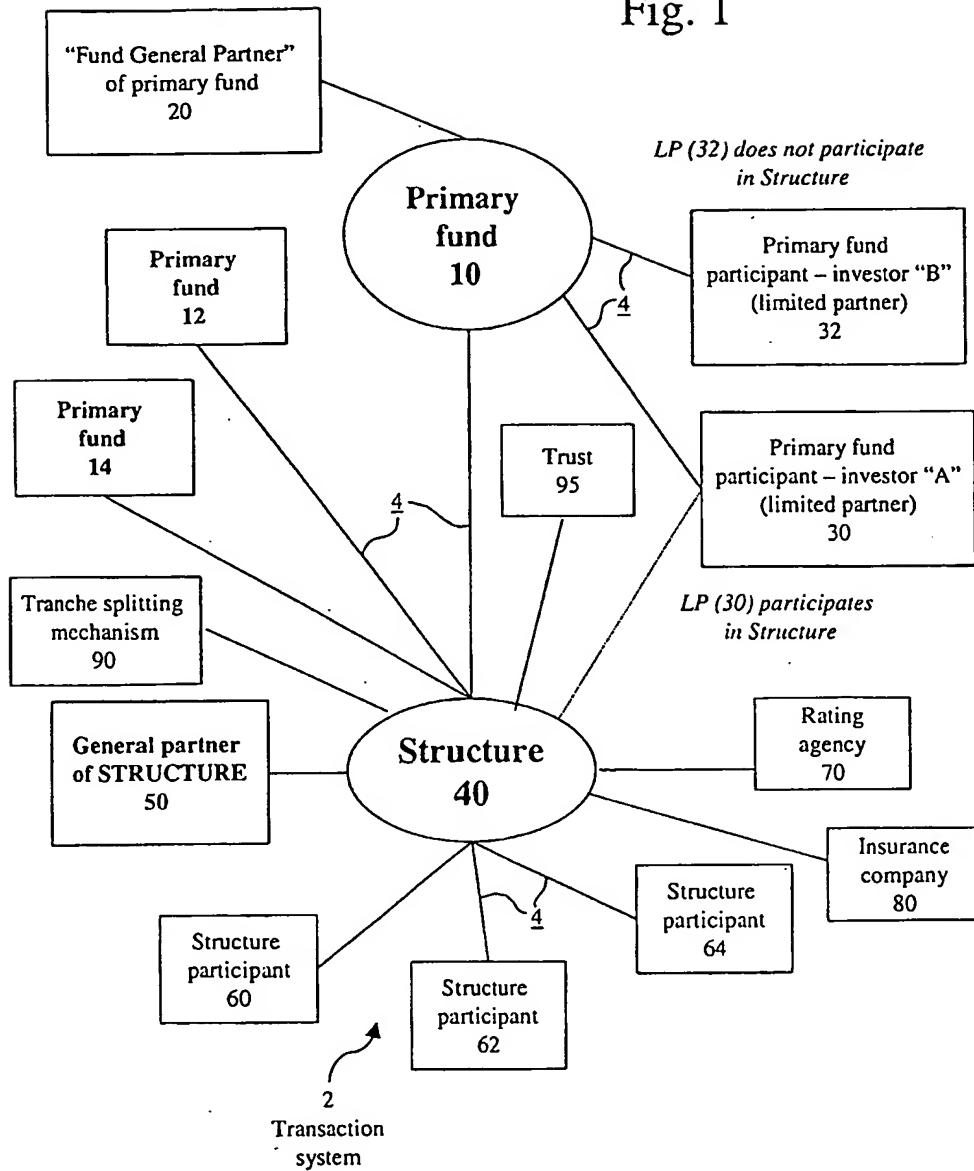 Fig. 1
“Fund General Partner”
of primary fund
20
LP (32) does not participate
in Structure
Primary
fund
10
Primary fund
participant – investor “B”
(limited partner)
32
4
Primary
fund
12
4
Primary
fund
14
Trust
95
Primary fund
participant – investor “A”
(limited partner)
30
4
Tranche splitting
mechanism
90
LP (30) participates
in Structure
General partner
of STRUCTURE
50
Structure
40
Rating
agency
70
Insurance
company
80
4
Structure
participant
64
Structure
participant
60
Structure
participant
62
2
Transaction
system